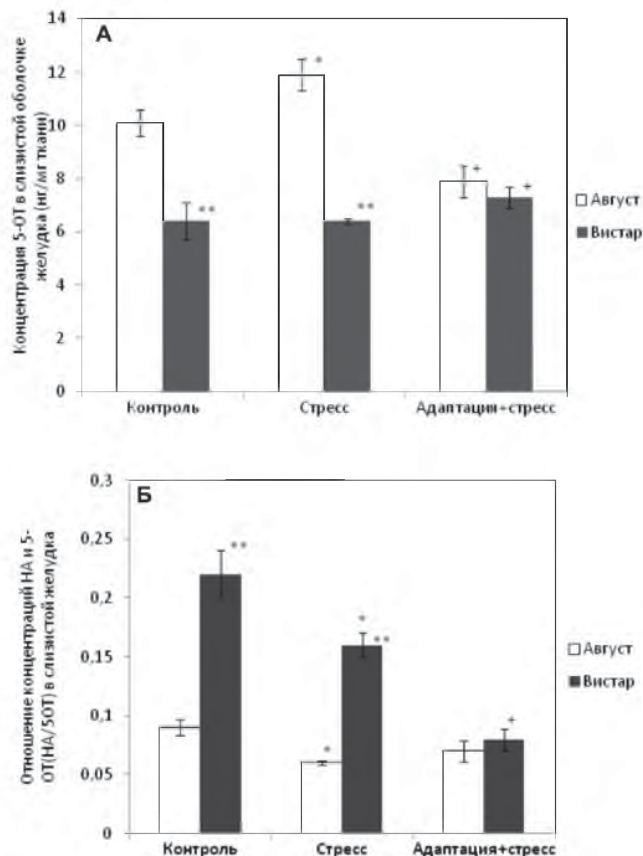 А
Концентрация 5-ОТ в слизистой оболочке
желудка (нг/мг ткани)
14
12
10
8
6
4
2
0
*
**
**
+
+
Контроль
Стресс
Адаптация+стресс
Август
Вистар
Б
Отношение концентраций НА и 5-
ОТ(НА/5ОТ) в слизистой желудка
0,3
0,25
0,2
0,15
0,1
0,05
0
**
*
*
**
+
Контроль
Стресс
Адаптация+стресс
Август
Вистар